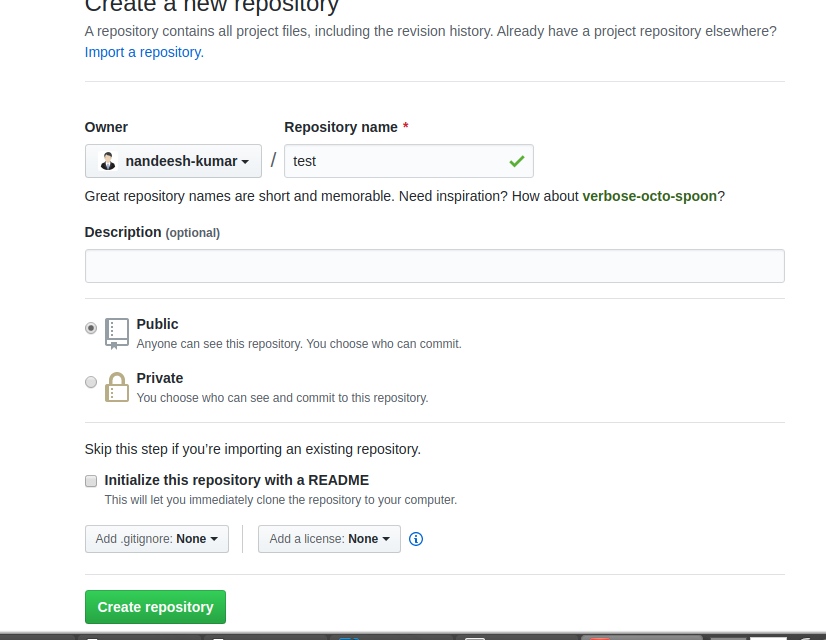 Create a new repository
A repository contains all project files, including the revision history. Already have a project repository elsewhere?
Import a repository.
Owner
Repository name *
nandeesh-kumar / test
Great repository names are short and memorable. Need inspiration? How about verbose-octo-spoon?
Description (optional)
Public
Anyone can see this repository. You choose who can commit.
Private
You choose who can see and commit to this repository.
Skip this step if you’re importing an existing repository.
Initialize this repository with a README
This will let you immediately clone the repository to your computer.
Add .gitignore: None
Add a license: None
Create repository